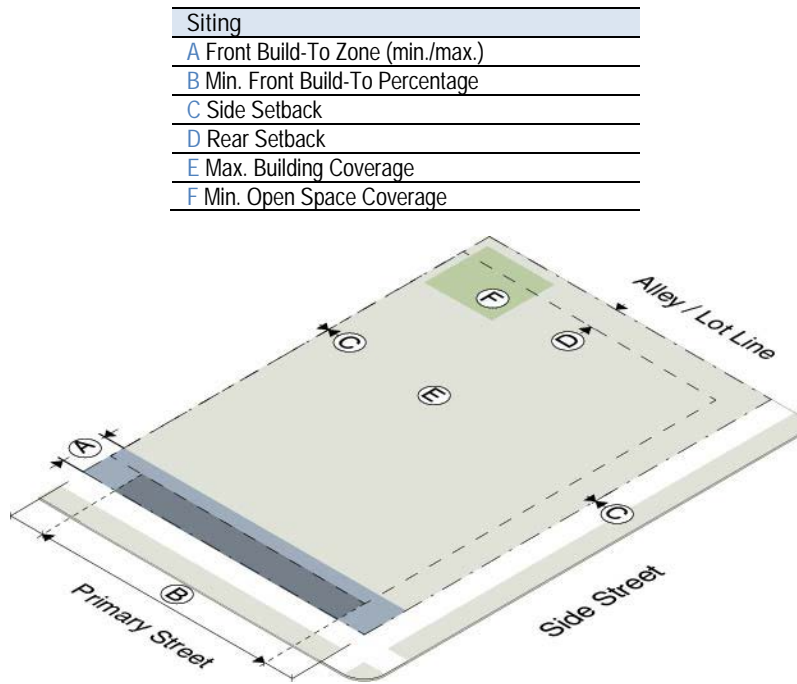 Siting
A Front Build-To Zone (min./max.)
B Min. Front Build-To Percentage
C Side Setback
D Rear Setback
E Max. Building Coverage
F Min. Open Space Coverage
F
Alley / Lot Line
C
D
E
A
C
B
Primary Street
Side Street